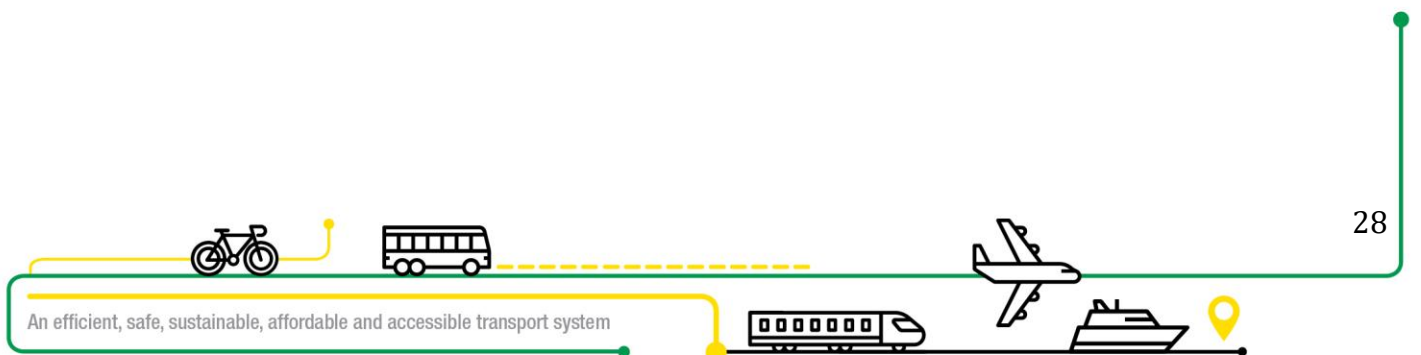 28
An efficient, safe, sustainable, affordable and accessible transport system